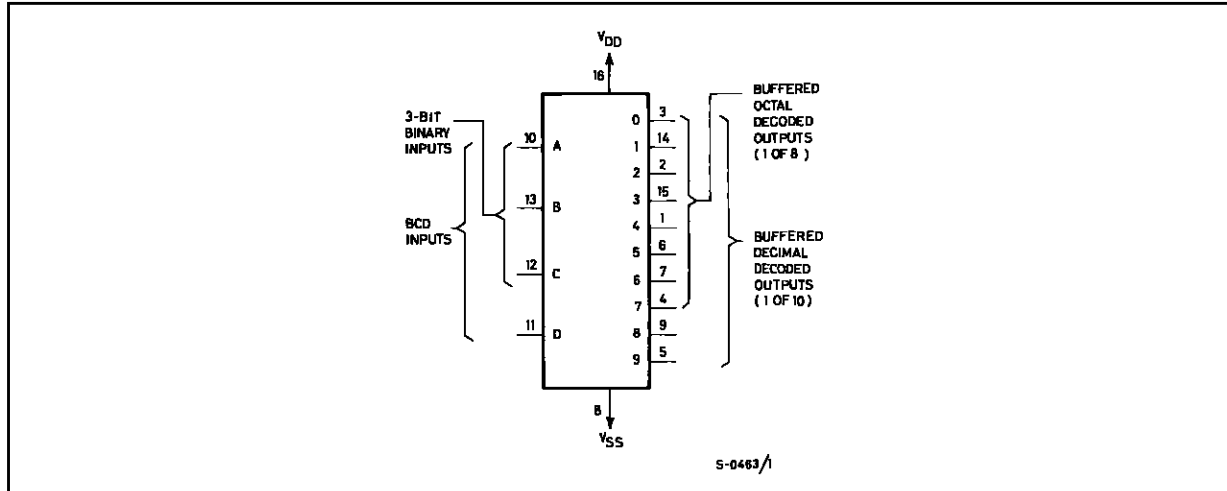 VDD
16
3-BIT
BINARY
INPUTS
BCD
INPUTS
10 A
13 B
12 C
11 D
0 3
1 14
2 2
3 15
4 1
5 6
6 7
7 4
8 9
9 5
BUFFERED
OCTAL
DECODED
OUTPUTS
(1 OF 8)
BUFFERED
DECIMAL
DECODED
OUTPUTS
(1 OF 10)
8
VSS
S-0463/1